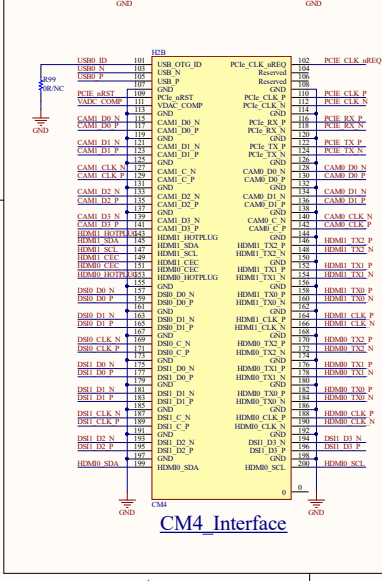 GND GND
H2B
USB0_ID 101 USB_OTG_ID PCIe_CLK_nREQ 102 PCIE_CLK_nREQ
USB0_N 103 USB_N Reserved 104
R99 USB0_P 105 USB_P Reserved 106
0R/NC 107 GND GND 108
PCIE_nRST 109 PCIe_nRST PCIe_CLK_P 110 PCIE_CLK_P
VADC_COMP 111 VDAC_COMP PCIe_CLK_N 112 PCIE_CLK_N
113 GND GND 114
CAM1_D0_N 115 CAM1_D0_N PCIe_RX_P 116 PCIE_RX_P
GND CAM1_D0_P 117 CAM1_D0_P PCIe_RX_N 118 PCIE_RX_N
119 GND GND 120
CAM1_D1_N 121 CAM1_D1_N PCIe_TX_P 122 PCIE_TX_P
CAM1_D1_P 123 CAM1_D1_P PCIe_TX_N 124 PCIE_TX_N
125 GND GND 126
CAM1_CLK_N 127 CAM1_C_N CAM0_D0_N 128 CAM0_D0_N
CAM1_CLK_P 129 CAM1_C_P CAM0_D0_P 130 CAM0_D0_P
131 GND GND 132
CAM1_D2_N 133 CAM1_D2_N CAM0_D1_N 134 CAM0_D1_N
CAM1_D2_P 135 CAM1_D2_P CAM0_D1_P 136 CAM0_D1_P
137 GND GND 138
CAM1_D3_N 139 CAM1_D3_N CAM0_C_N 140 CAM0_CLK_N
CAM1_D3_P 141 CAM1_D3_P CAM0_C_P 142 CAM0_CLK_P
HDMI1_HOTPLUG 143 HDMI1_HOTPLUG GND 144
HDMI1_SDA 145 HDMI1_SDA HDMI1_TX2_P 146 HDMI1_TX2_P
HDMI1_SCL 147 HDMI1_SCL HDMI1_TX2_N 148 HDMI1_TX2_N
HDMI1_CEC 149 HDMI1_CEC GND 150
HDMI0_CEC 151 HDMI0_CEC HDMI1_TX1_P 152 HDMI1_TX1_P
HDMI0_HOTPLUG 153 HDMI0_HOTPLUG HDMI1_TX1_N 154 HDMI1_TX1_N
155 GND GND 156
DSI0_D0_N 157 DSI0_D0_N HDMI1_TX0_P 158 HDMI1_TX0_P
DSI0_D0_P 159 DSI0_D0_P HDMI1_TX0_N 160 HDMI1_TX0_N
161 GND GND 162
DSI0_D1_N 163 DSI0_D1_N HDMI1_CLK_P 164 HDMI1_CLK_P
DSI0_D1_P 165 DSI0_D1_P HDMI1_CLK_N 166 HDMI1_CLK_N
167 GND GND 168
DSI0_CLK_N 169 DSI0_C_N HDMI0_TX2_P 170 HDMI0_TX2_P
DSI0_CLK_P 171 DSI0_C_P HDMI0_TX2_N 172 HDMI0_TX2_N
173 GND GND 174
DSI1_D0_N 175 DSI1_D0_N HDMI0_TX1_P 176 HDMI0_TX1_P
DSI1_D0_P 177 DSI1_D0_P HDMI0_TX1_N 178 HDMI0_TX1_N
179 GND GND 180
DSI1_D1_N 181 DSI1_D1_N HDMI0_TX0_P 182 HDMI0_TX0_P
DSI1_D1_P 183 DSI1_D1_P HDMI0_TX0_N 184 HDMI0_TX0_N
185 GND GND 186
DSI1_CLK_N 187 DSI1_C_N HDMI0_CLK_P 188 HDMI0_CLK_P
DSI1_CLK_P 189 DSI1_C_P HDMI0_CLK_N 190 HDMI0_CLK_N
191 GND GND 192
DSI1_D2_N 193 DSI1_D2_N DSI1_D3_N 194 DSI1_D3_N
DSI1_D2_P 195 DSI1_D2_P DSI1_D3_P 196 DSI1_D3_P
197 GND GND 198
HDMI0_SDA 199 HDMI0_SDA HDMI0_SCL 200 HDMI0_SCL
0 0
CM4
GND GND
CM4_Interface